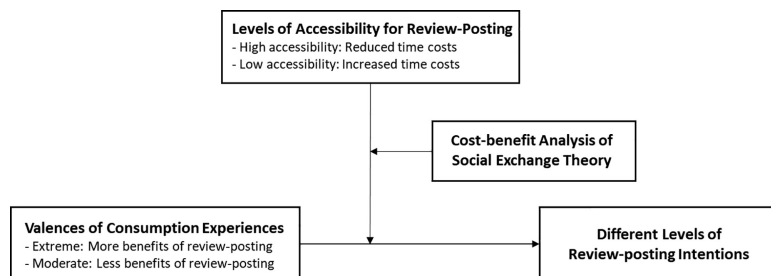 Levels of Accessibility for Review-Posting
- High accessibility: Reduced time costs
- Low accessibility: Increased time costs
Cost-benefit Analysis of
Social Exchange Theory
Valences of Consumption Experiences
- Extreme: More benefits of review-posting
- Moderate: Less benefits of review-posting
Different Levels of
Review-posting Intentions